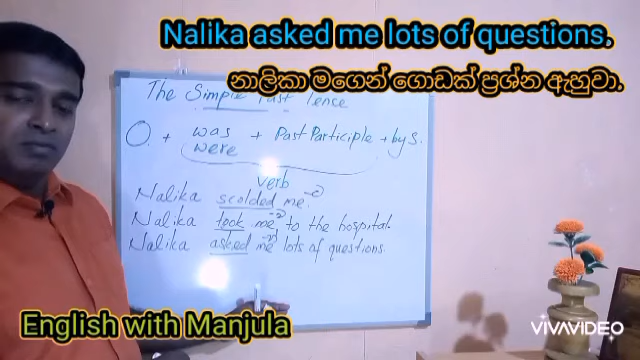 Nalika asked me lots of questions.
නාලිකා මගෙන් ගොඩක් ප්‍රශ්න ඇහුවා.
The Simple Past Tence
O. + was + Past Participle + by S.
were
verb
Nalika scolded me.
Nalika took me to the hospital.
Nalika asked me lots of questions.
English with Manjula
VIVAVIDEO